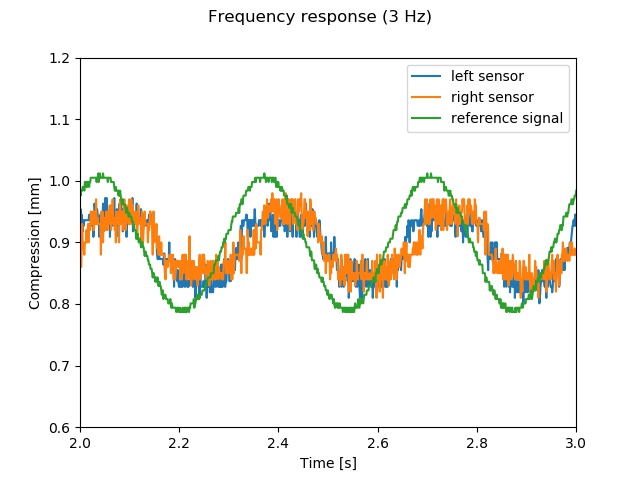 Frequency response (3 Hz)
1.2
1.1
1.0
0.9
0.8
0.7
0.6
Compression [mm]
left sensor
right sensor
reference signal
2.0 2.2 2.4 2.6 2.8 3.0
Time [s]